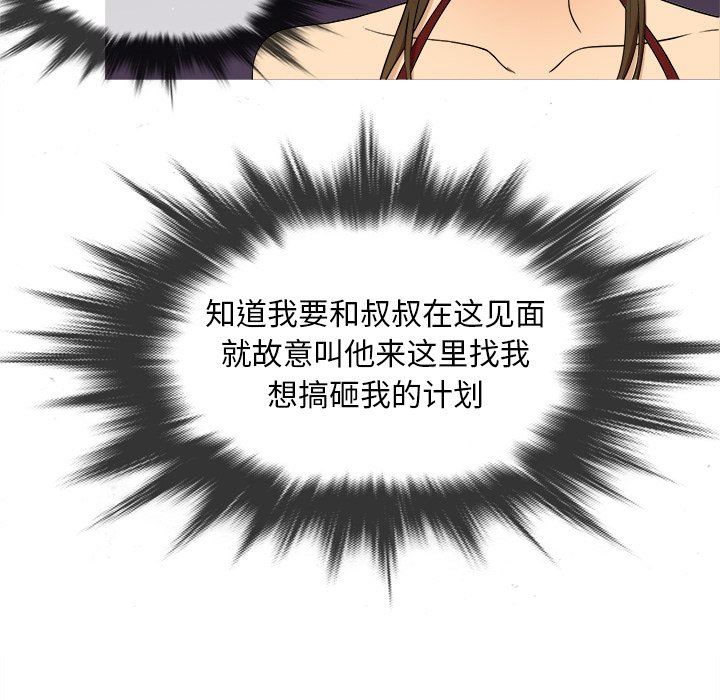 知道我要和叔叔在这见面
就故意叫他来这里找我
想搞砸我的计划